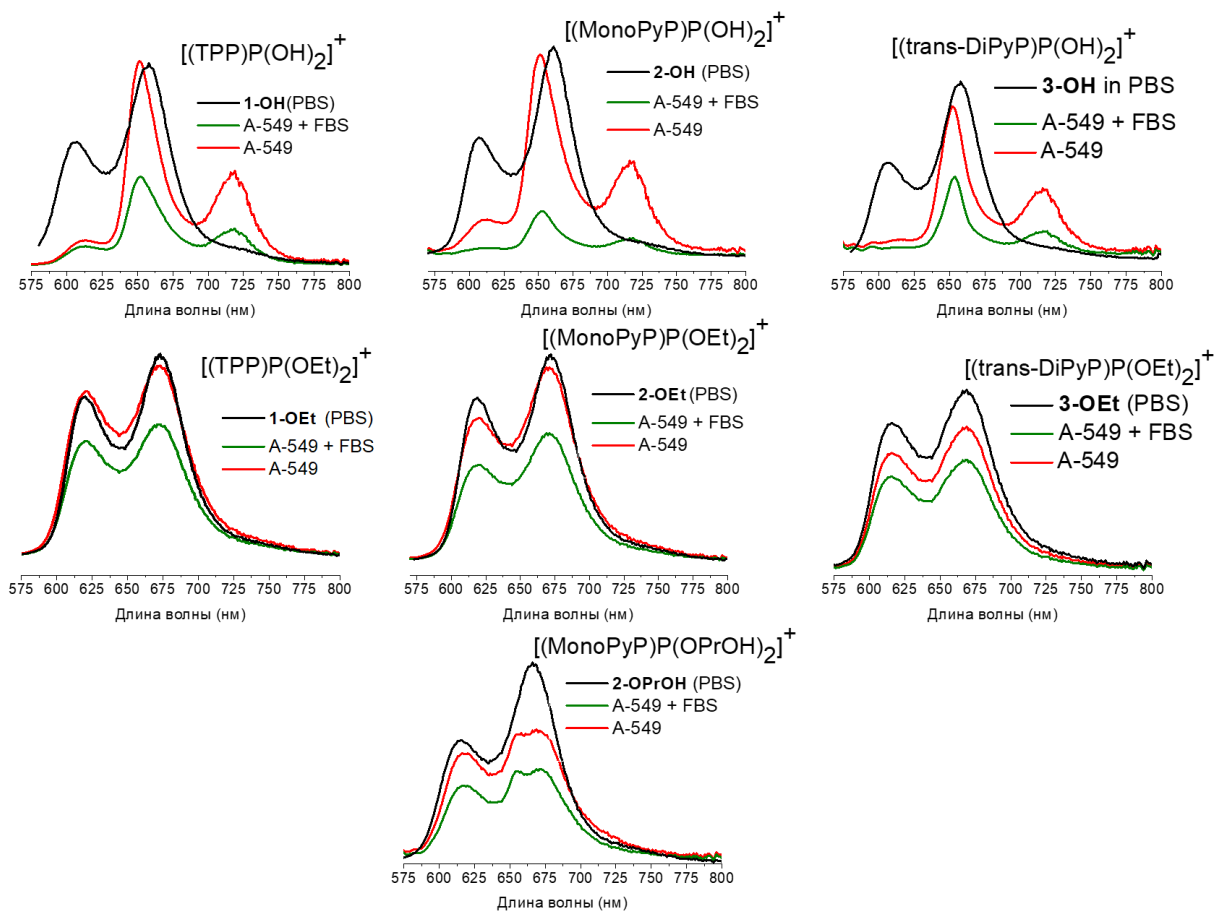 [(TPP)P(OH)2]+
1-OH(PBS)
A-549 + FBS
A-549
575 600 625 650 675 700 725 750 775 800
Длина волны (нм)
[(MonoPyP)P(OH)2]+
2-OH (PBS)
A-549 + FBS
A-549
575 600 625 650 675 700 725 750 775 800
Длина волны (нм)
[(trans-DiPyP)P(OH)2]+
3-OH in PBS
A-549 + FBS
A-549
575 600 625 650 675 700 725 750 775 800
Длина волны (нм)
[(TPP)P(OEt)2]+
1-OEt (PBS)
A-549 + FBS
A-549
575 600 625 650 675 700 725 750 775 800
Длина волны (нм)
[(MonoPyP)P(OEt)2]+
2-OEt (PBS)
A-549 + FBS
A-549
575 600 625 650 675 700 725 750 775 800
Длина волны (нм)
[(trans-DiPyP)P(OEt)2]+
3-OEt (PBS)
A-549 + FBS
A-549
575 600 625 650 675 700 725 750 775 800
Длина волны (нм)
[(MonoPyP)P(OPrOH)2]+
2-OPrOH (PBS)
A-549 + FBS
A-549
575 600 625 650 675 700 725 750 775 800
Длина волны (нм)